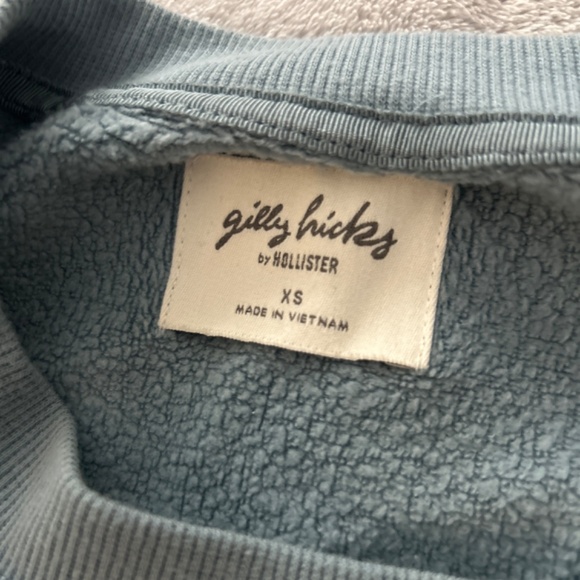 gilly hicks
by HOLLISTER
XS
MADE IN VIETNAM